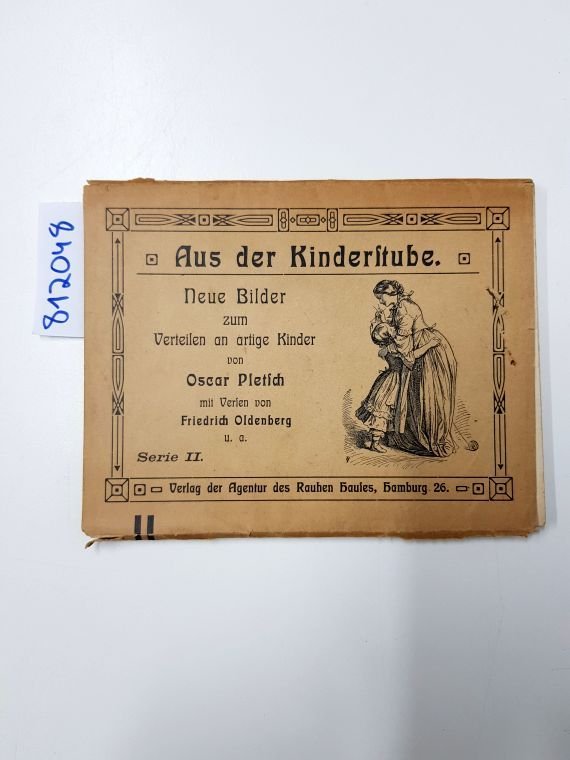 812048
Aus der Kinderſtube.
Neue Bilder
zum
Verteilen an artige Kinder
von
Oscar Pletſch
mit Verſen von
Friedrich Oldenberg
u. a.
Serie II.
Verlag der Agentur des Rauhen Hauſes, Hamburg 26.